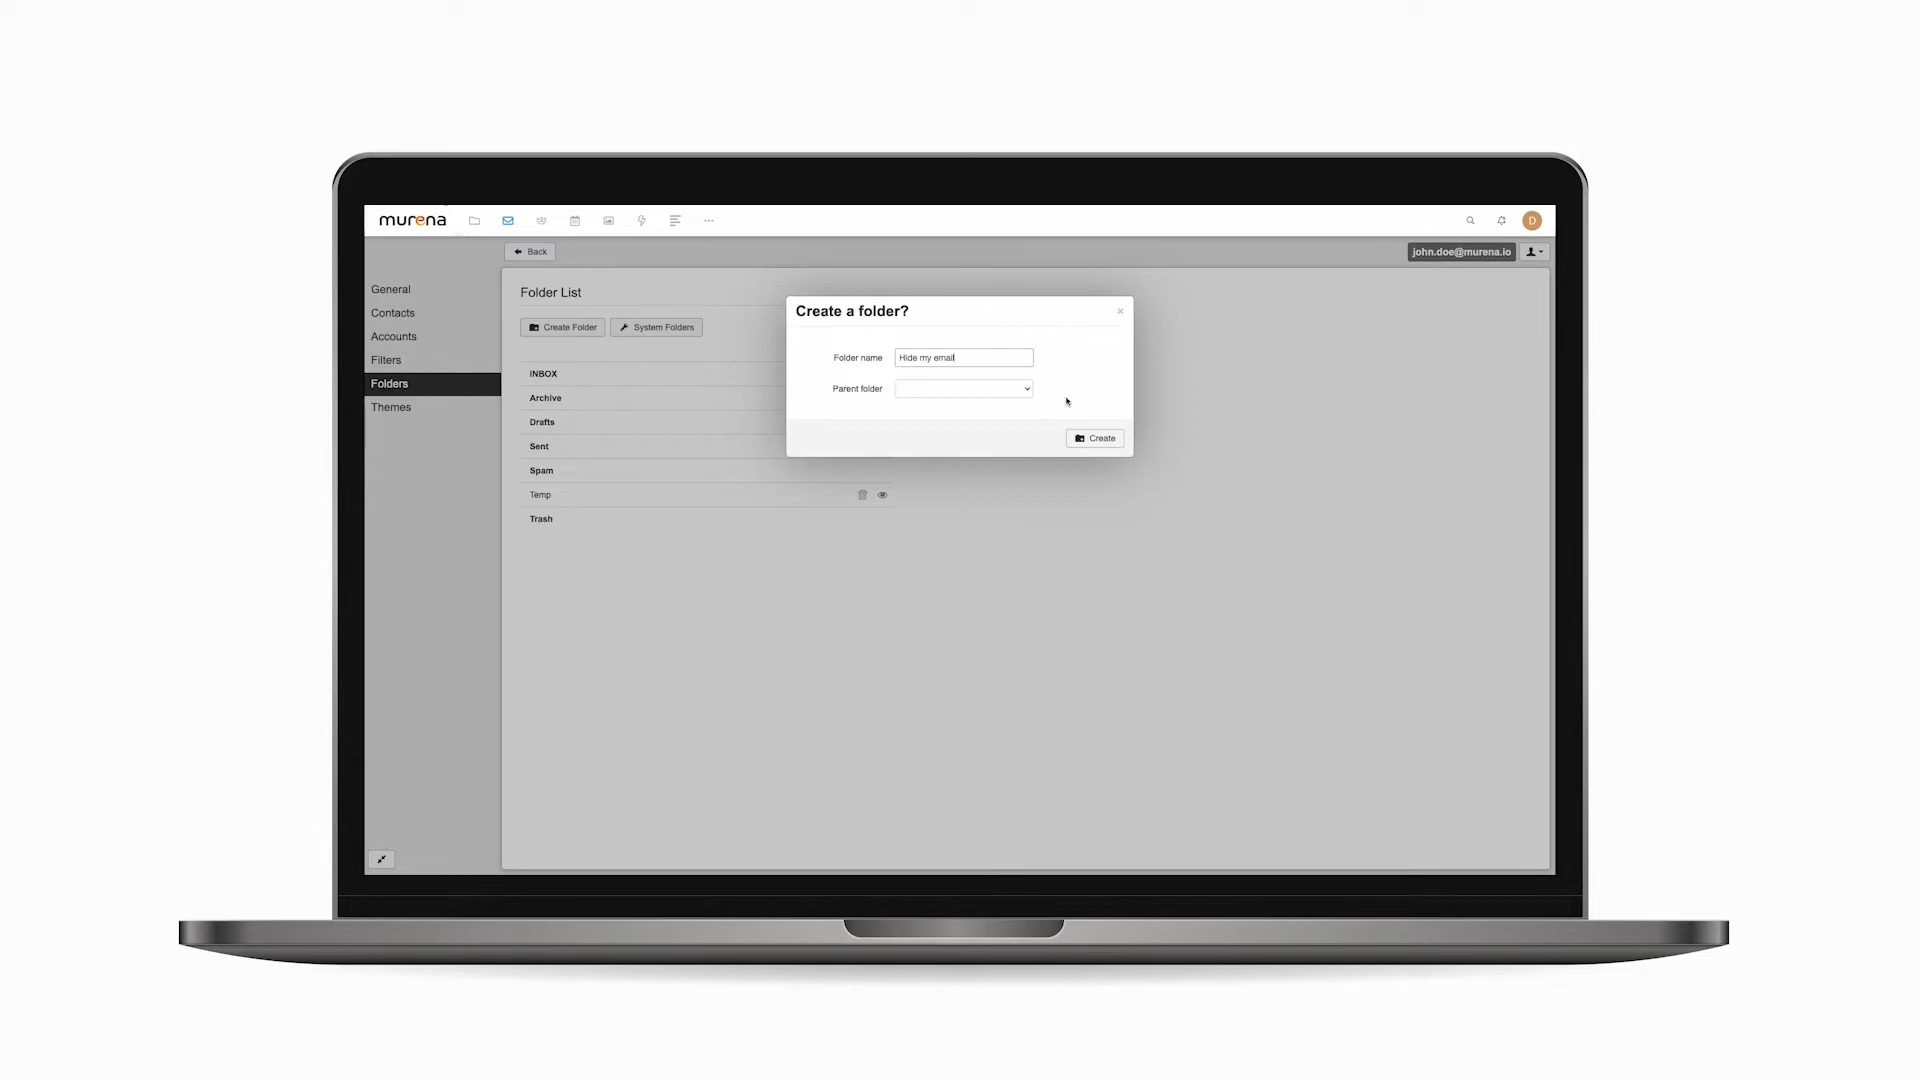 murena
D
Back
john.doe@murena.io
General
Contacts
Accounts
Filters
Folders
Themes
Folder List
Create Folder
System Folders
INBOX
Archive
Drafts
Sent
Spam
Temp
Trash
Create a folder?
×
Folder name
Hide my email
Parent folder
Create